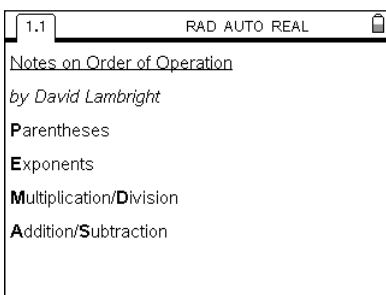 1.1 RAD AUTO REAL
Notes on Order of Operation
by David Lambright
Parentheses
Exponents
Multiplication/Division
Addition/Subtraction